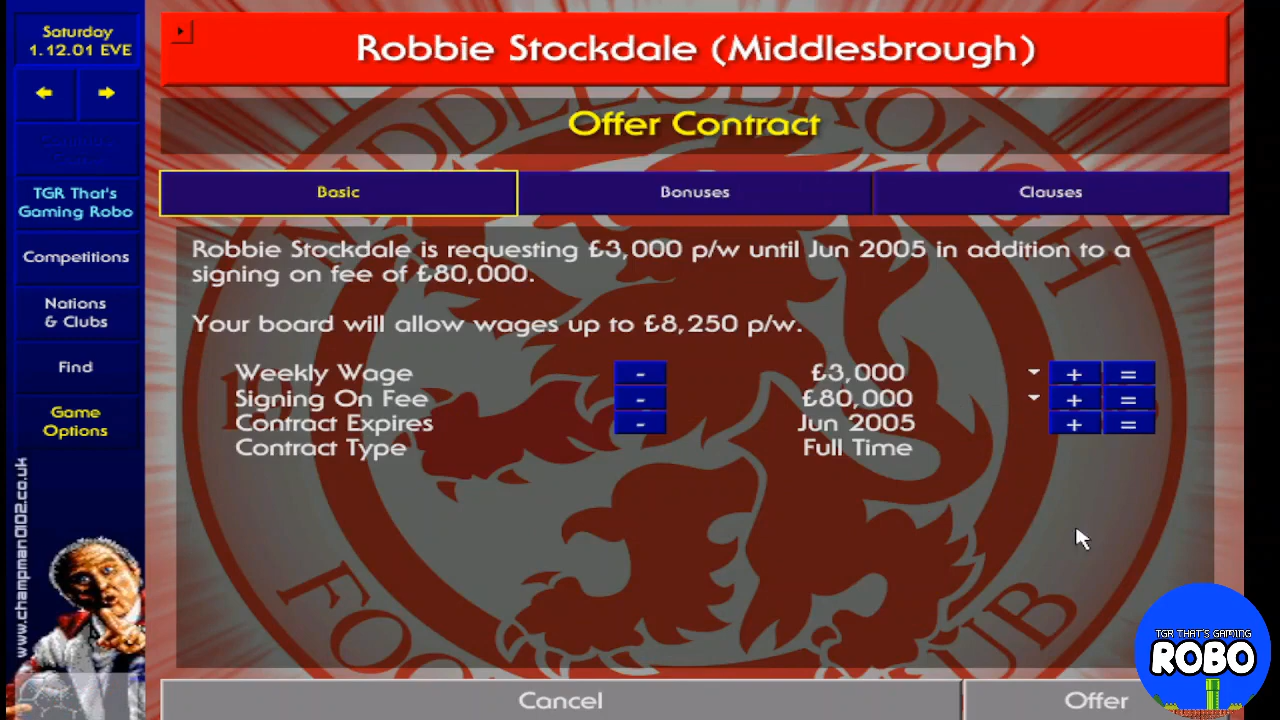 Saturday
1.12.01 EVE
Robbie Stockdale (Middlesbrough)
Offer Contract
TGR That's
Gaming Robo
Competitions
Nations
& Clubs
Find
Game
Options
www.champman0102.co.uk
Basic
Bonuses
Clauses
Robbie Stockdale is requesting £3,000 p/w until Jun 2005 in addition to a
signing on fee of £80,000.
Your board will allow wages up to £8,250 p/w.
Weekly Wage - £3,000 + =
Signing On Fee - £80,000 + =
Contract Expires - Jun 2005 + =
Contract Type Full Time
MIDDLESBROUGH
Cancel
Offer
TGR THAT'S GAMING
ROBO